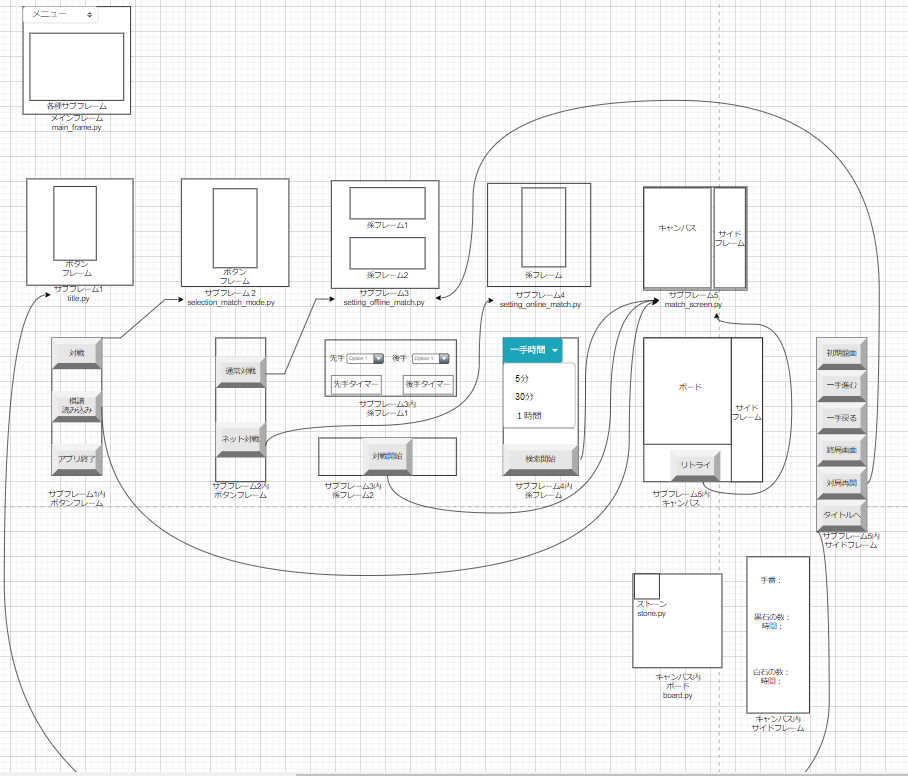 メニュー
各種サブフレーム
メインフレーム
main_frame.py
ボタン
フレーム
サブフレーム1
title.py
ボタン
フレーム
サブフレーム 2
selection_match_mode.py
孫フレーム1
孫フレーム2
サブフレーム3
setting_offline_match.py
孫フレーム
サブフレーム4
setting_online_match.py
キャンバス
サイド
フレーム
サブフレーム5
match_screen.py
対戦
棋譜
読み込み
アプリ終了
サブフレーム1内
ボタンフレーム
通常対戦
ネット対戦
サブフレーム2内
ボタンフレーム
先手
Option 1
後手
Option 1
先手タイマー
後手タイマー
サブフレーム3内
孫フレーム1
対戦開始
サブフレーム3内
孫フレーム2
一手時間
5分
30分
1 時間
検索開始
サブフレーム4内
孫フレーム
ボード
サイド
フレーム
リトライ
サブフレーム5内
キャンバス
初期盤面
一手進む
一手戻る
終局画面
対局再開
タイトルへ
サブフレーム5内
サイドフレーム
ストーン
stone.py
キャンバス内
ボード
board.py
手番：
黒石の数：
時間：
白石の数：
時間：
キャンバス内
サイドフレーム